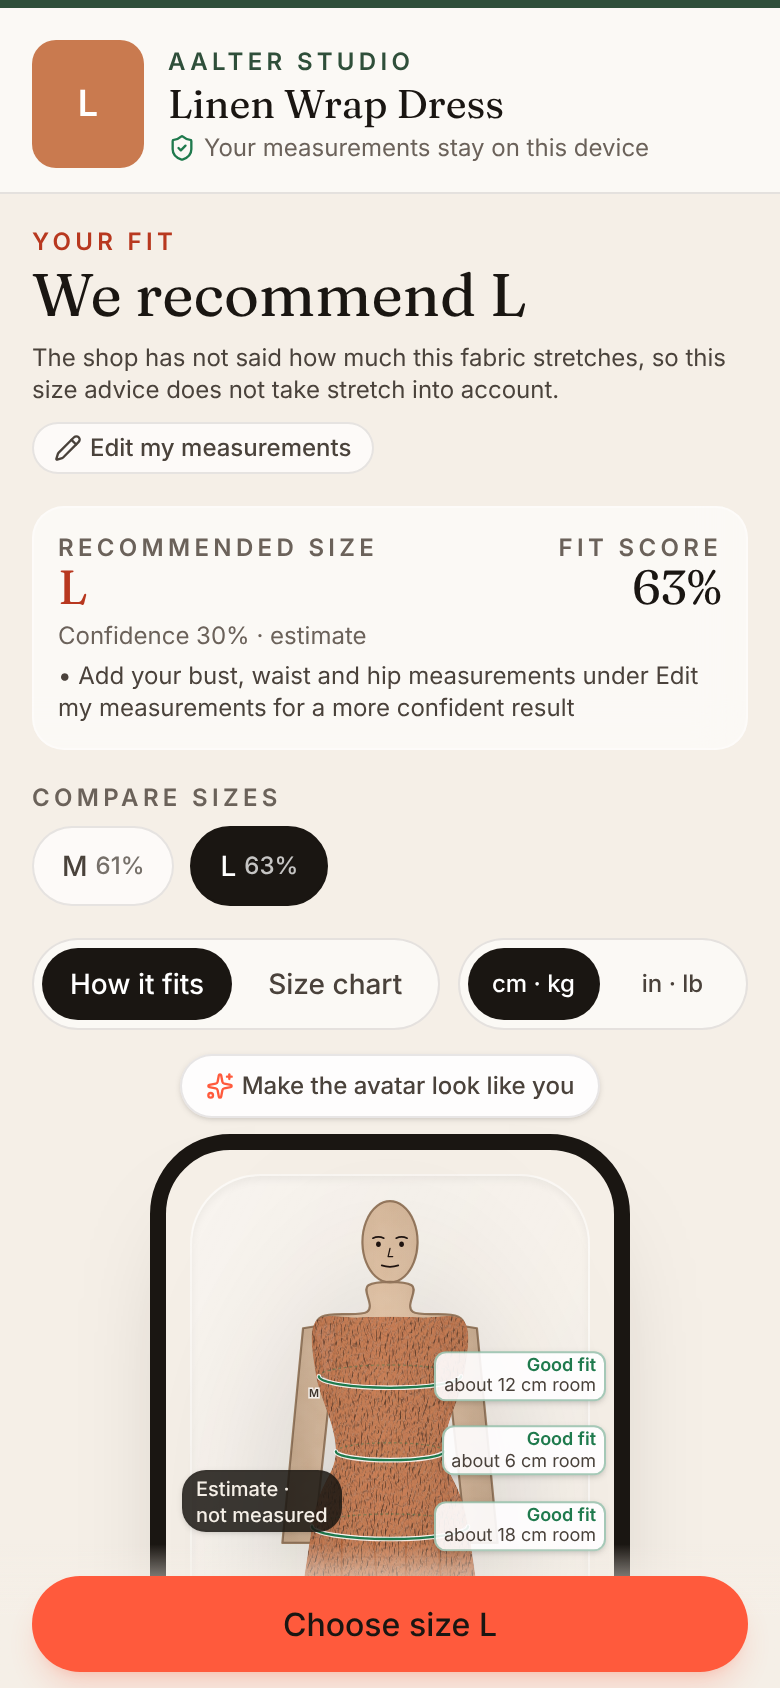 L
AALTER STUDIO
Linen Wrap Dress
Your measurements stay on this device
YOUR FIT
We recommend L
The shop has not said how much this fabric stretches, so this
size advice does not take stretch into account.
Edit my measurements
RECOMMENDED SIZE
FIT SCORE
L
63%
Confidence 30% · estimate
• Add your bust, waist and hip measurements under Edit
my measurements for a more confident result
COMPARE SIZES
M 61%
L 63%
How it fits
Size chart
cm · kg
in · lb
Make the avatar look like you
Good fit
about 12 cm room
M
Good fit
about 6 cm room
Estimate ·
not measured
Good fit
about 18 cm room
Choose size L